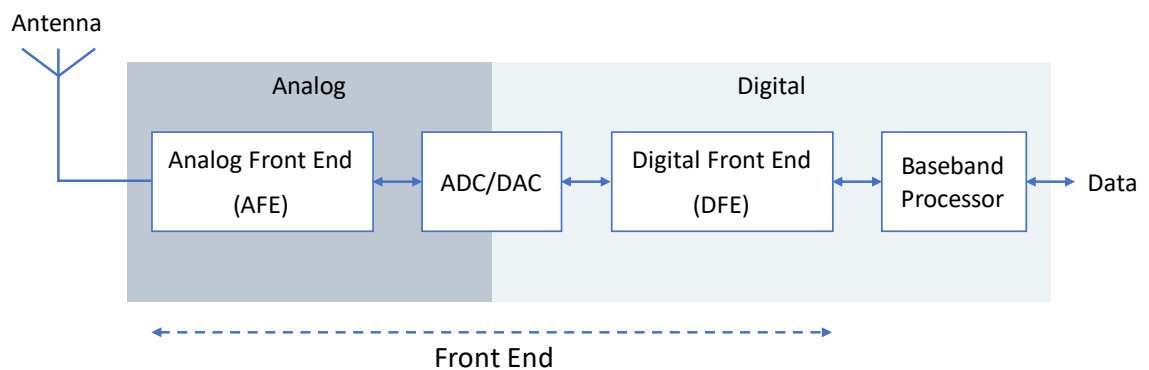 Antenna
Analog
Digital
Analog Front End
(AFE)
ADC/DAC
Digital Front End
(DFE)
Baseband
Processor
Data
Front End